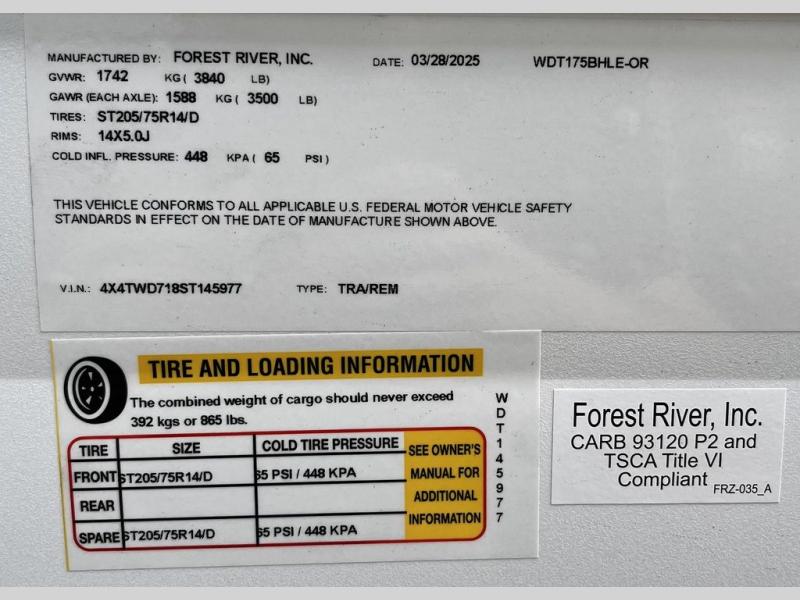 MANUFACTURED BY: FOREST RIVER, INC. DATE: 03/28/2025 WDT175BHLE-OR
GVWR: 1742 KG ( 3840 LB)
GAWR (EACH AXLE): 1588 KG ( 3500 LB)
TIRES: ST205/75R14/D
RIMS: 14X5.0J
COLD INFL. PRESSURE: 448 KPA ( 65 PSI )
THIS VEHICLE CONFORMS TO ALL APPLICABLE U.S. FEDERAL MOTOR VEHICLE SAFETY
STANDARDS IN EFFECT ON THE DATE OF MANUFACTURE SHOWN ABOVE.
V.I.N.: 4X4TWD718ST145977 TYPE: TRA/REM
TIRE AND LOADING INFORMATION
The combined weight of cargo should never exceed
392 kgs or 865 lbs.
TIRE SIZE COLD TIRE PRESSURE
FRONT ST205/75R14/D 65 PSI / 448 KPA
REAR
SPARE ST205/75R14/D 65 PSI / 448 KPA
SEE OWNER'S
MANUAL FOR
ADDITIONAL
INFORMATION
WDT145977
Forest River, Inc.
CARB 93120 P2 and
TSCA Title VI
Compliant FRZ-035_A